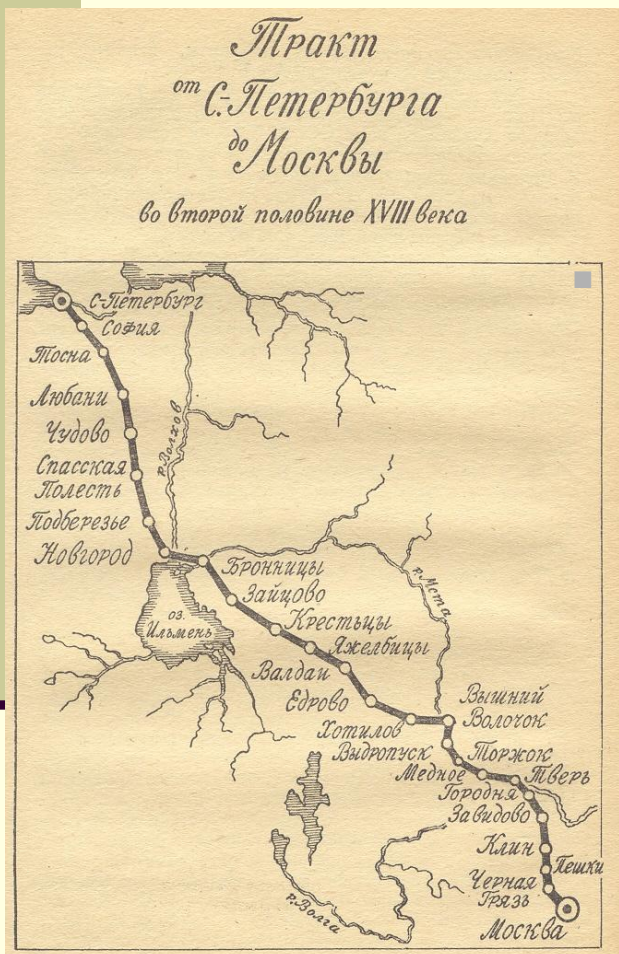 Тракт
от С.-Петербурга
до Москвы
во второй половине XVIII века
С-Петербург
София
Тосна
Любани
Чудово
р. Волхов
Спасская
Полесть
Подберезье
Новгород
Бронницы
Зайцово
оз.
Ильмень
Крестьцы
р. Мста
Яжелбицы
Валдаи
Едрово
Вышний
Волочок
Хотилов
Выдропуск
Торжок
Медное
Тверь
Городня
Завидово
Клин
Пешки
Черная
Грязь
р. Волга
Москва